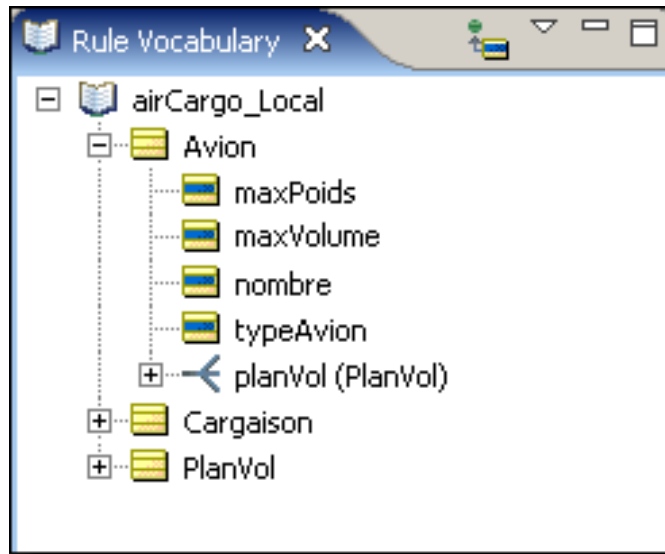 Rule Vocabulary
airCargo_Local
Avion
maxPoids
maxVolume
nombre
typeAvion
planVol (PlanVol)
Cargaison
PlanVol